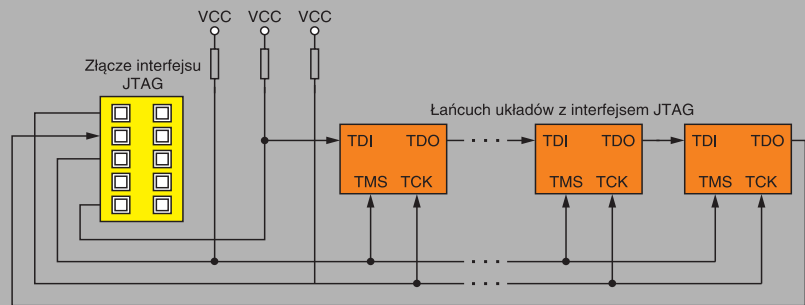 VCC VCC VCC
Złącze interfejsu
JTAG
Łańcuch układów z interfejsem JTAG
TDI TDO TDI TDO TDI TDO
TMS TCK TMS TCK TMS TCK